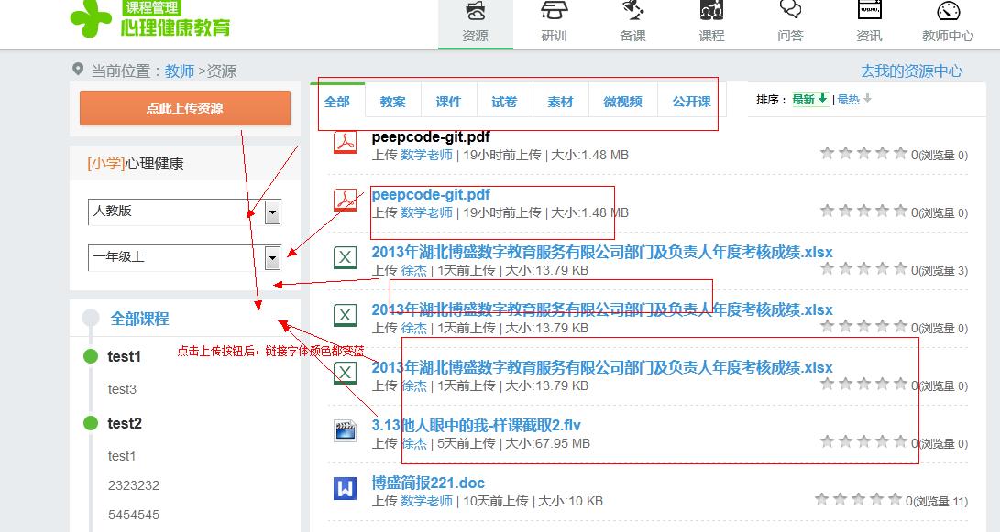 课程管理
心理健康教育
资源
研训
备课
课程
问答
资讯
教师中心
当前位置：教师 >资源
去我的资源中心
点此上传资源
[小学]心理健康
人教版
一年级上
全部课程
test1
test3
test2
test1
2323232
5454545
点击上传按钮后，链接字体颜色都变蓝
全部
教案
课件
试卷
素材
微视频
公开课
排序：最新 | 最热
peepcode-git.pdf
上传 数学老师 | 19小时前上传 | 大小:1.48 MB
0(浏览量 0)
peepcode-git.pdf
上传 数学老师 | 19小时前上传 | 大小:1.48 MB
0(浏览量 0)
2013年湖北博盛数字教育服务有限公司部门及负责人年度考核成绩.xlsx
上传 徐杰 | 1天前上传 | 大小:13.79 KB
0(浏览量 3)
2013年湖北博盛数字教育服务有限公司部门及负责人年度考核成绩.xlsx
上传 徐杰 | 1天前上传 | 大小:13.79 KB
0(浏览量 0)
2013年湖北博盛数字教育服务有限公司部门及负责人年度考核成绩.xlsx
上传 徐杰 | 1天前上传 | 大小:13.79 KB
0(浏览量 0)
3.13他人眼中的我-样课截取2.flv
上传 徐杰 | 5天前上传 | 大小:67.95 MB
0(浏览量 0)
博盛简报221.doc
上传 数学老师 | 10天前上传 | 大小:10 KB
0(浏览量 11)